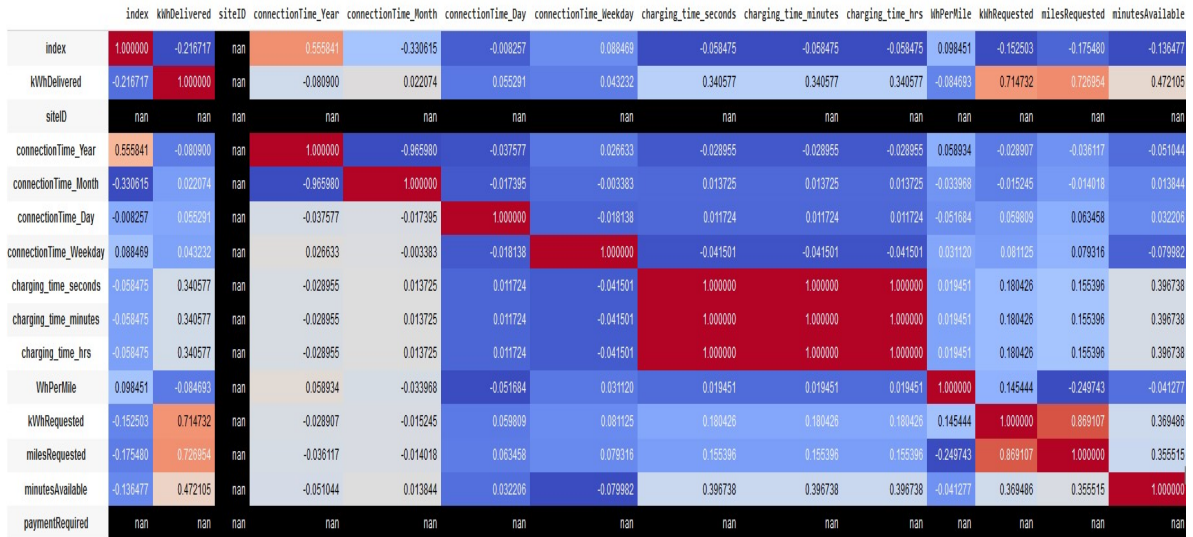 index kWhDelivered siteID connectionTime_Year connectionTime_Month connectionTime_Day connectionTime_Weekday charging_time_seconds charging_time_minutes charging_time_hrs WhPerMile kWhRequested milesRequested minutesAvailable
index 1.000000 -0.216717 nan 0.555841 -0.330615 -0.008257 0.088469 -0.058475 -0.058475 -0.058475 0.098451 -0.152503 -0.175480 -0.136477
kWhDelivered -0.216717 1.000000 nan -0.080900 0.022074 0.055291 0.043232 0.340577 0.340577 0.340577 -0.084693 0.714732 0.726954 0.472105
siteID nan nan nan nan nan nan nan nan nan nan nan nan nan nan
connectionTime_Year 0.555841 -0.080900 nan 1.000000 -0.965980 -0.037577 0.026633 -0.028955 -0.028955 -0.028955 0.058934 -0.028907 -0.036117 -0.051044
connectionTime_Month -0.330615 0.022074 nan -0.965980 1.000000 -0.017395 -0.003383 0.013725 0.013725 0.013725 -0.033968 -0.015245 -0.014018 0.013844
connectionTime_Day -0.008257 0.055291 nan -0.037577 -0.017395 1.000000 -0.018138 0.011724 0.011724 0.011724 -0.051684 0.059809 0.063458 0.032206
connectionTime_Weekday 0.088469 0.043232 nan 0.026633 -0.003383 -0.018138 1.000000 -0.041501 -0.041501 -0.041501 0.031120 0.081125 0.079316 -0.079982
charging_time_seconds -0.058475 0.340577 nan -0.028955 0.013725 0.011724 -0.041501 1.000000 1.000000 1.000000 0.019451 0.180426 0.155396 0.396738
charging_time_minutes -0.058475 0.340577 nan -0.028955 0.013725 0.011724 -0.041501 1.000000 1.000000 1.000000 0.019451 0.180426 0.155396 0.396738
charging_time_hrs -0.058475 0.340577 nan -0.028955 0.013725 0.011724 -0.041501 1.000000 1.000000 1.000000 0.019451 0.180426 0.155396 0.396738
WhPerMile 0.098451 -0.084693 nan 0.058934 -0.033968 -0.051684 0.031120 0.019451 0.019451 0.019451 1.000000 0.145444 -0.249743 -0.041277
kWhRequested -0.152503 0.714732 nan -0.028907 -0.015245 0.059809 0.081125 0.180426 0.180426 0.180426 0.145444 1.000000 0.869107 0.369486
milesRequested -0.175480 0.726954 nan -0.036117 -0.014018 0.063458 0.079316 0.155396 0.155396 0.155396 -0.249743 0.869107 1.000000 0.355515
minutesAvailable -0.136477 0.472105 nan -0.051044 0.013844 0.032206 -0.079982 0.396738 0.396738 0.396738 -0.041277 0.369486 0.355515 1.000000
paymentRequired nan nan nan nan nan nan nan nan nan nan nan nan nan nan